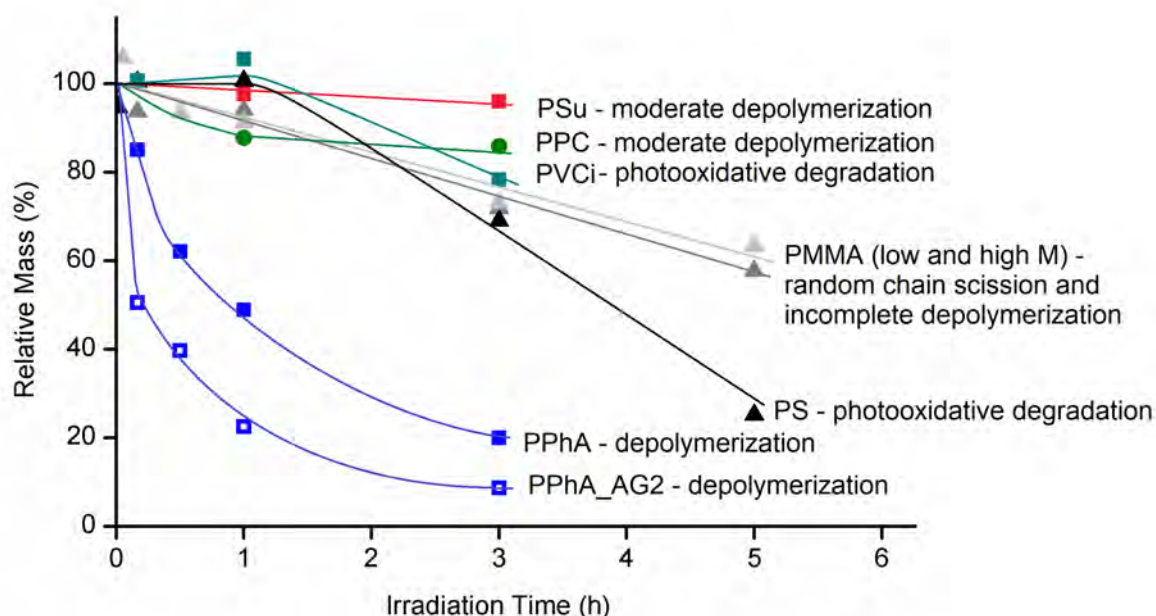 100
80
60
40
20
0
Relative Mass (%)
0 1 2 3 4 5 6
Irradiation Time (h)
PSu - moderate depolymerization
PPC - moderate depolymerization
PVCi - photooxidative degradation
PMMA (low and high M) -
random chain scission and
incomplete depolymerization
PS - photooxidative degradation
PPhA - depolymerization
PPhA_AG2 - depolymerization